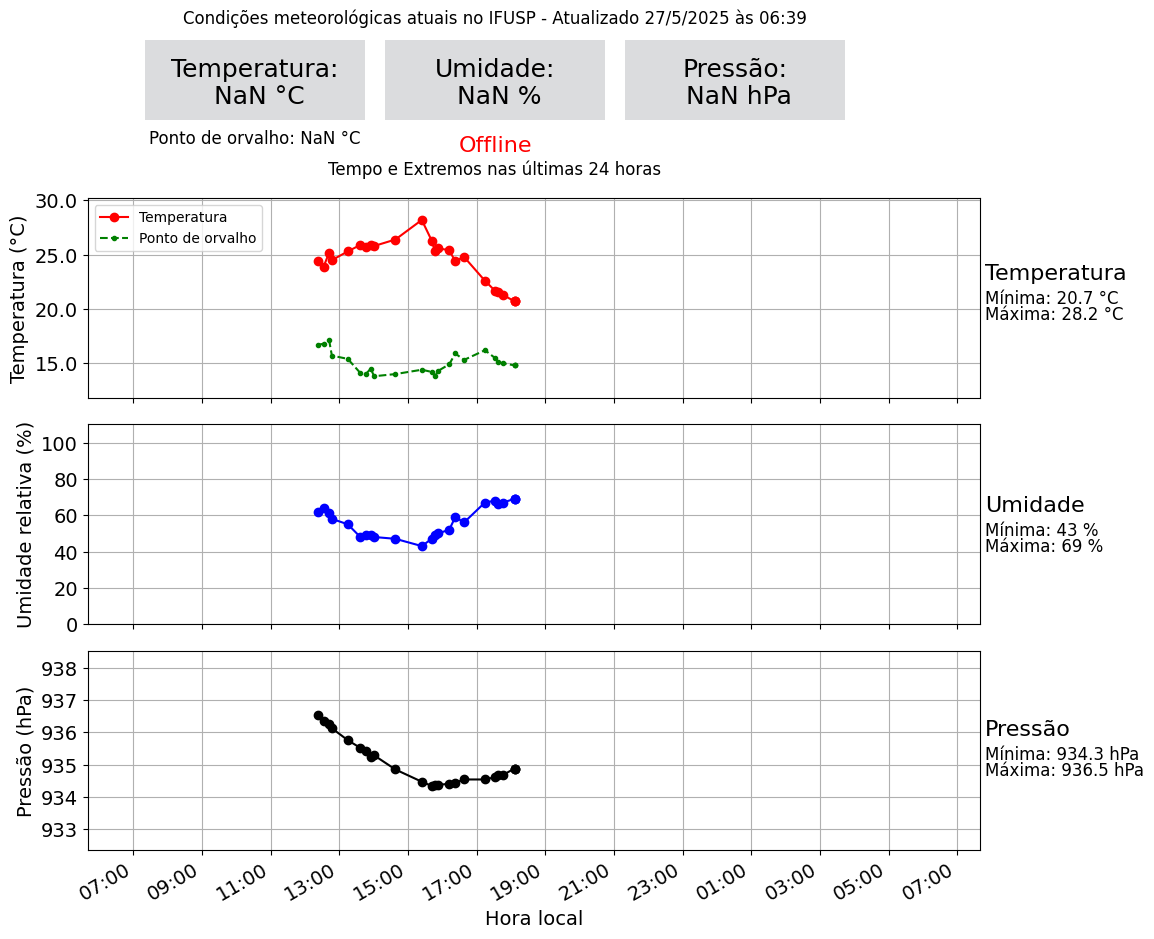 Condições meteorológicas atuais no IFUSP - Atualizado 27/5/2025 às 06:39
Temperatura:
NaN °C
Umidade:
NaN %
Pressão:
NaN hPa
Ponto de orvalho: NaN °C
Offline
Tempo e Extremos nas últimas 24 horas
Temperatura (°C)
30.0
25.0
20.0
15.0
Temperatura
Ponto de orvalho
Temperatura
Mínima: 20.7 °C
Máxima: 28.2 °C
Umidade relativa (%)
100
80
60
40
20
0
Umidade
Mínima: 43 %
Máxima: 69 %
Pressão (hPa)
938
937
936
935
934
933
Pressão
Mínima: 934.3 hPa
Máxima: 936.5 hPa
07:00 09:00 11:00 13:00 15:00 17:00 19:00 21:00 23:00 01:00 03:00 05:00 07:00
Hora local